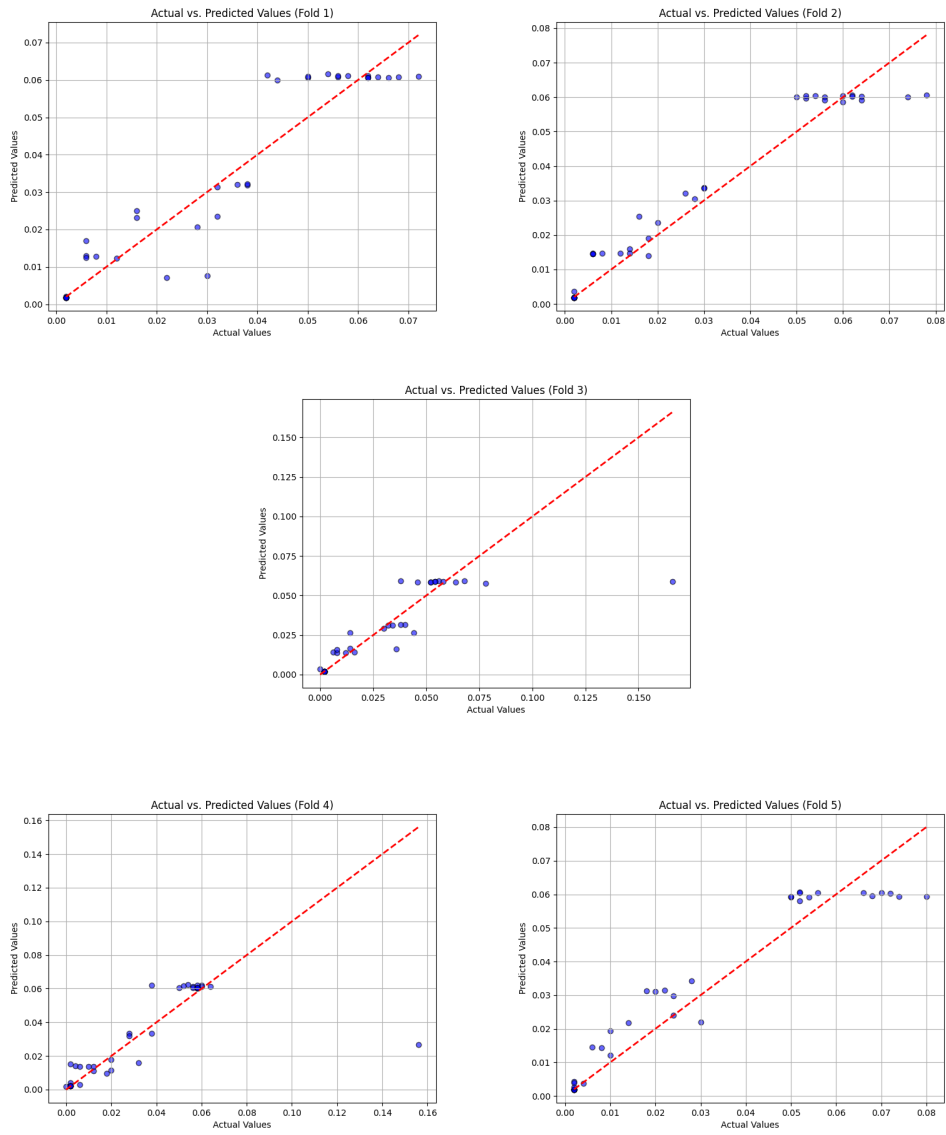 Actual vs. Predicted Values (Fold 1)
0.07
0.06
0.05
0.04
0.03
0.02
0.01
0.00
Predicted Values
0.00 0.01 0.02 0.03 0.04 0.05 0.06 0.07
Actual Values
Actual vs. Predicted Values (Fold 2)
0.08
0.07
0.06
0.05
0.04
0.03
0.02
0.01
0.00
Predicted Values
0.00 0.01 0.02 0.03 0.04 0.05 0.06 0.07 0.08
Actual Values
Actual vs. Predicted Values (Fold 3)
0.150
0.125
0.100
0.075
0.050
0.025
0.000
Predicted Values
0.000 0.025 0.050 0.075 0.100 0.125 0.150
Actual Values
Actual vs. Predicted Values (Fold 4)
0.16
0.14
0.12
0.10
0.08
0.06
0.04
0.02
0.00
Predicted Values
0.00 0.02 0.04 0.06 0.08 0.10 0.12 0.14 0.16
Actual Values
Actual vs. Predicted Values (Fold 5)
0.08
0.07
0.06
0.05
0.04
0.03
0.02
0.01
0.00
Predicted Values
0.00 0.01 0.02 0.03 0.04 0.05 0.06 0.07 0.08
Actual Values